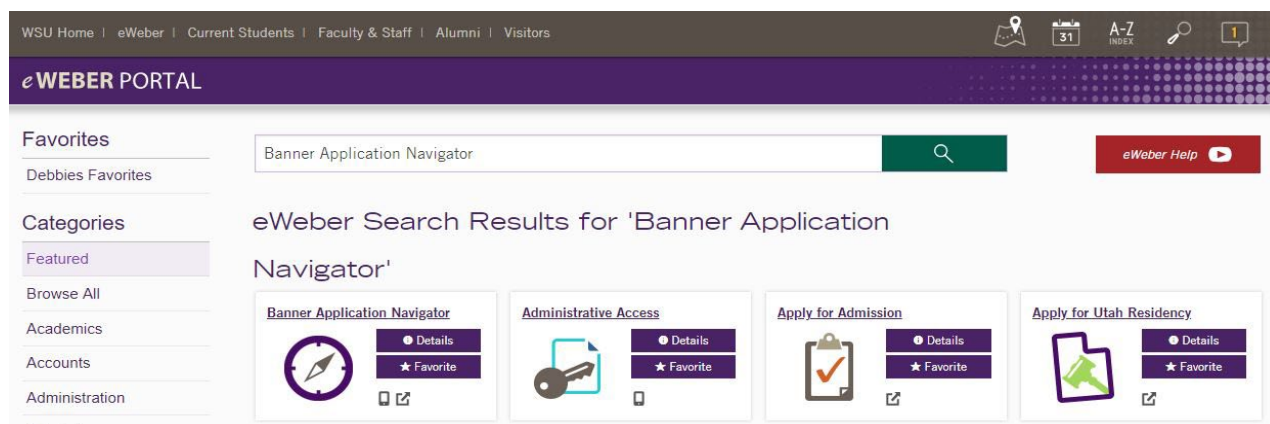 WSU Home | eWeber | Current Students | Faculty & Staff | Alumni | Visitors
31
A-Z
INDEX
1
eWEBER PORTAL
Favorites
Debbies Favorites
Categories
Featured
Browse All
Academics
Accounts
Administration
Banner Application Navigator
eWeber Help
eWeber Search Results for 'Banner Application
Navigator'
Banner Application Navigator
Details
Favorite
Administrative Access
Details
Favorite
Apply for Admission
Details
Favorite
Apply for Utah Residency
Details
Favorite